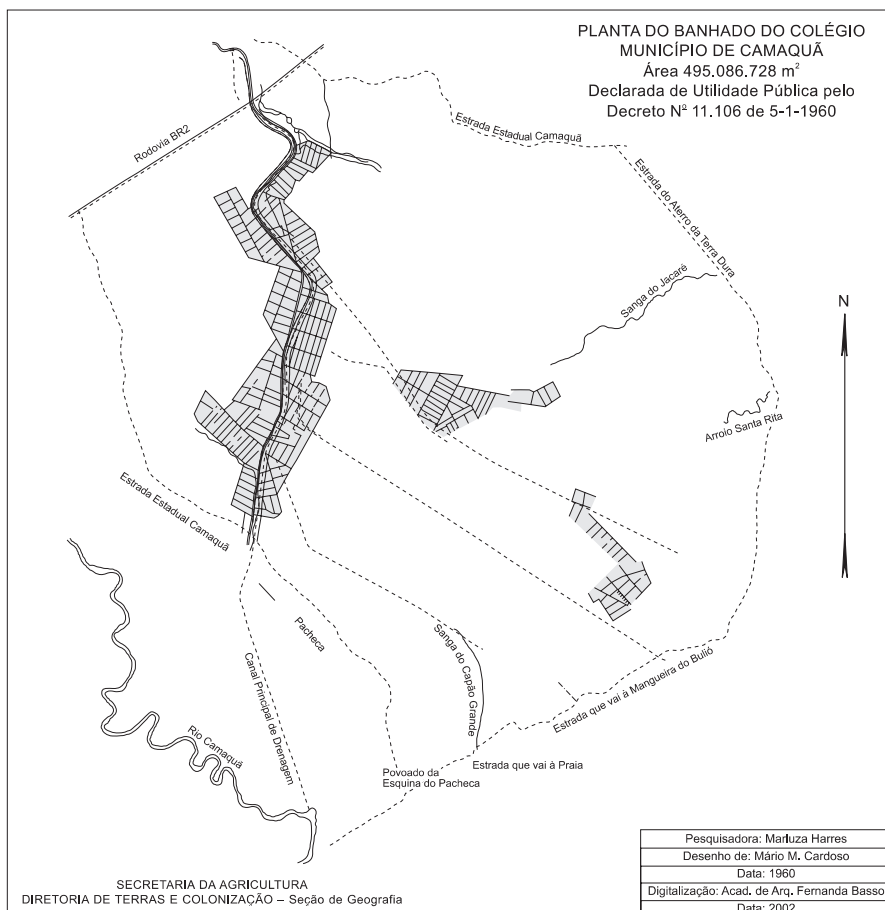 PLANTA DO BANHADO DO COLÉGIO
MUNICÍPIO DE CAMAQUÃ
Área 495.086.728 m²
Declarada de Utilidade Pública pelo
Decreto Nº 11.106 de 5-1-1960
Rodovia BR2
Estrada Estadual Camaquã
Estrada do Aterro da Terra Dura
Sanga do Jacaré
N
Arroio Santa Rita
Estrada Estadual Camaquã
Pacheca
Sanga do Capão Grande
Canal Principal de Drenagem
Rio Camaquã
Estrada que vai à Mangueira do Bulió
Estrada que vai à Praia
Povoado da
Esquina do Pacheca
SECRETARIA DA AGRICULTURA
DIRETORIA DE TERRAS E COLONIZAÇÃO – Seção de Geografia
Pesquisadora: Marluza Harres
Desenho de: Mário M. Cardoso
Data: 1960
Digitalização: Acad. de Arq. Fernanda Basso
Data: 2002